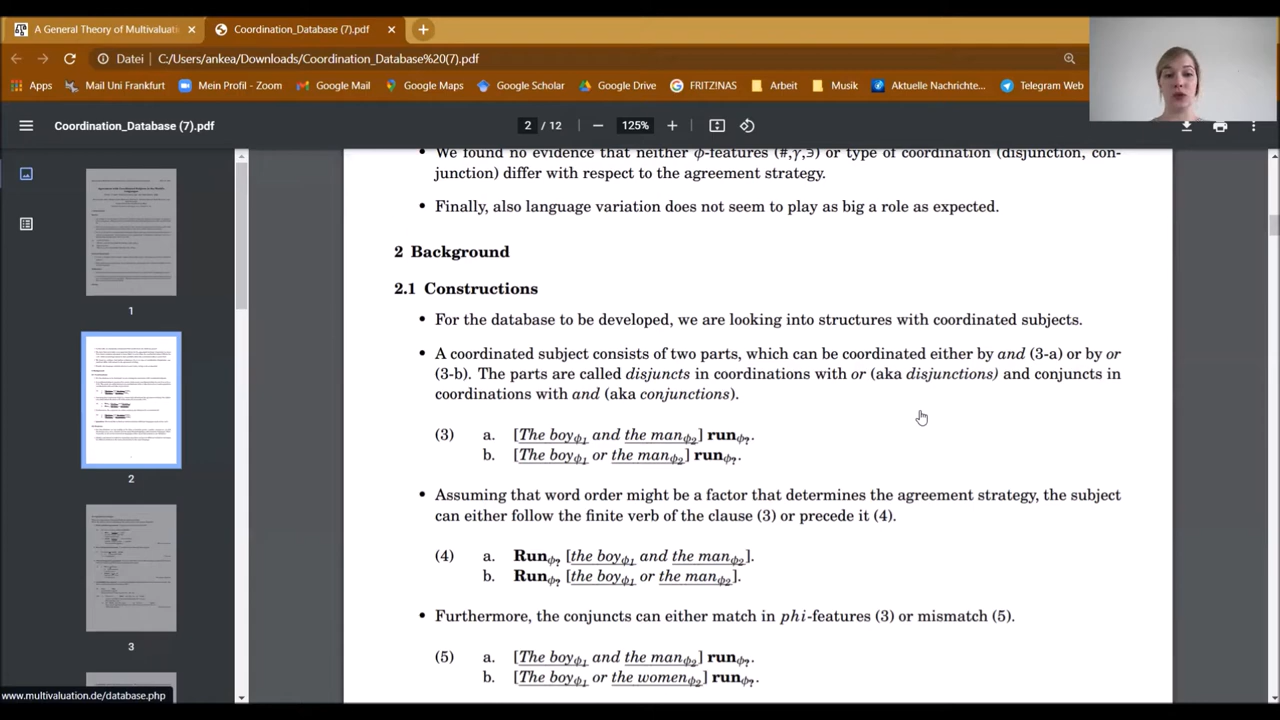 A General Theory of Multivaluati
Coordination_Database (7).pdf
Datei
C:/Users/ankea/Downloads/Coordination_Database%20(7).pdf
Apps
Mail Uni Frankfurt
Mein Profil - Zoom
Google Mail
Google Maps
Google Scholar
Google Drive
FRITZ!NAS
Arbeit
Musik
Aktuelle Nachrichte...
Telegram Web
Coordination_Database (7).pdf
2 / 12
125%
1
2
3
• We found no evidence that neither ϕ-features (#,γ,∋) or type of coordination (disjunction, con-
junction) differ with respect to the agreement strategy.
• Finally, also language variation does not seem to play as big a role as expected.
2 Background
2.1 Constructions
• For the database to be developed, we are looking into structures with coordinated subjects.
• A coordinated subject consists of two parts, which can be coordinated either by and (3-a) or by or
(3-b). The parts are called disjuncts in coordinations with or (aka disjunctions) and conjuncts in
coordinations with and (aka conjunctions).
(3) a. [The boyϕ1 and the manϕ2] runϕ?.
b. [The boyϕ1 or the manϕ2] runϕ?.
• Assuming that word order might be a factor that determines the agreement strategy, the subject
can either follow the finite verb of the clause (3) or precede it (4).
(4) a. Runϕ? [the boyϕ1 and the manϕ2].
b. Runϕ? [the boyϕ1 or the manϕ2].
• Furthermore, the conjuncts can either match in phi-features (3) or mismatch (5).
(5) a. [The boyϕ1 and the manϕ2] runϕ?.
b. [The boyϕ1 or the womenϕ2] runϕ?.
www.multivaluation.de/database.php